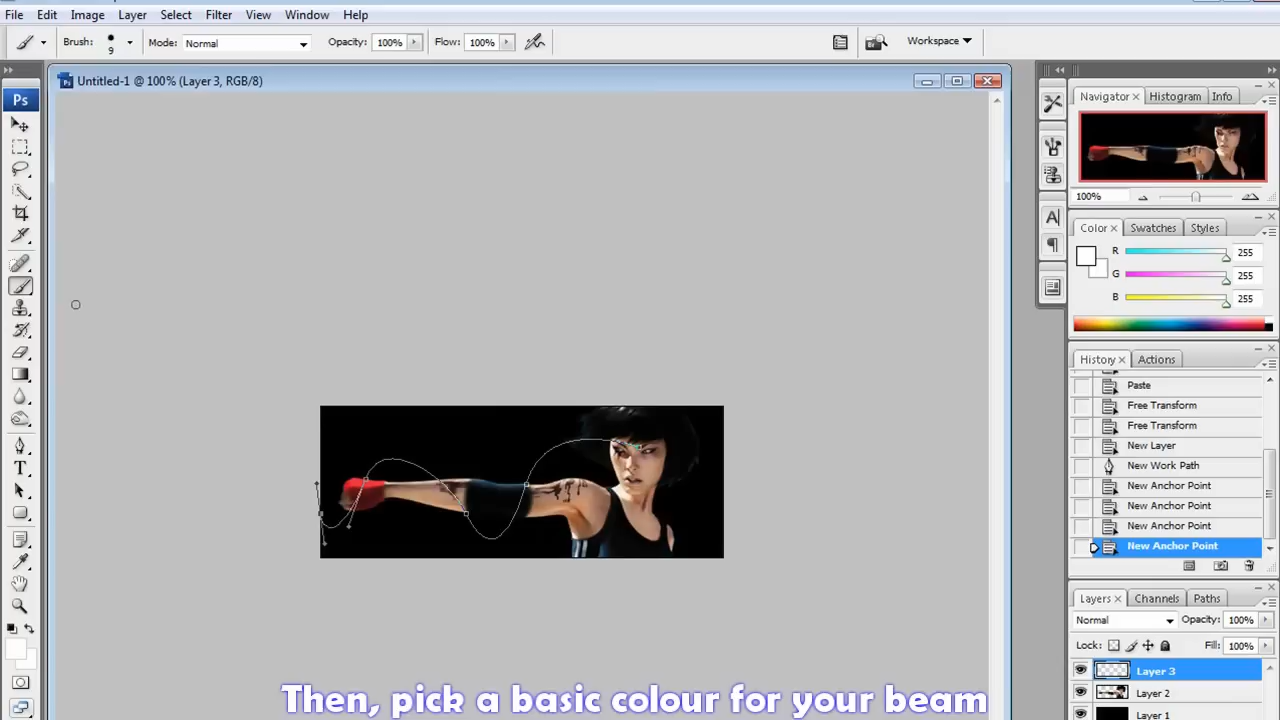 File Edit Image Layer Select Filter View Window Help
Brush: 9 Mode: Normal Opacity: 100% Flow: 100% Workspace
Ps Untitled-1 @ 100% (Layer 3, RGB/8)
Ps
T
Navigator Histogram Info
100%
A
Color Swatches Styles
R 255
G 255
B 255
History Actions
Paste
Free Transform
Free Transform
New Layer
New Work Path
New Anchor Point
New Anchor Point
New Anchor Point
New Anchor Point
Layers Channels Paths
Normal Opacity: 100%
Lock: Fill: 100%
Layer 3
Layer 2
Layer 1
Then, pick a basic colour for your beam